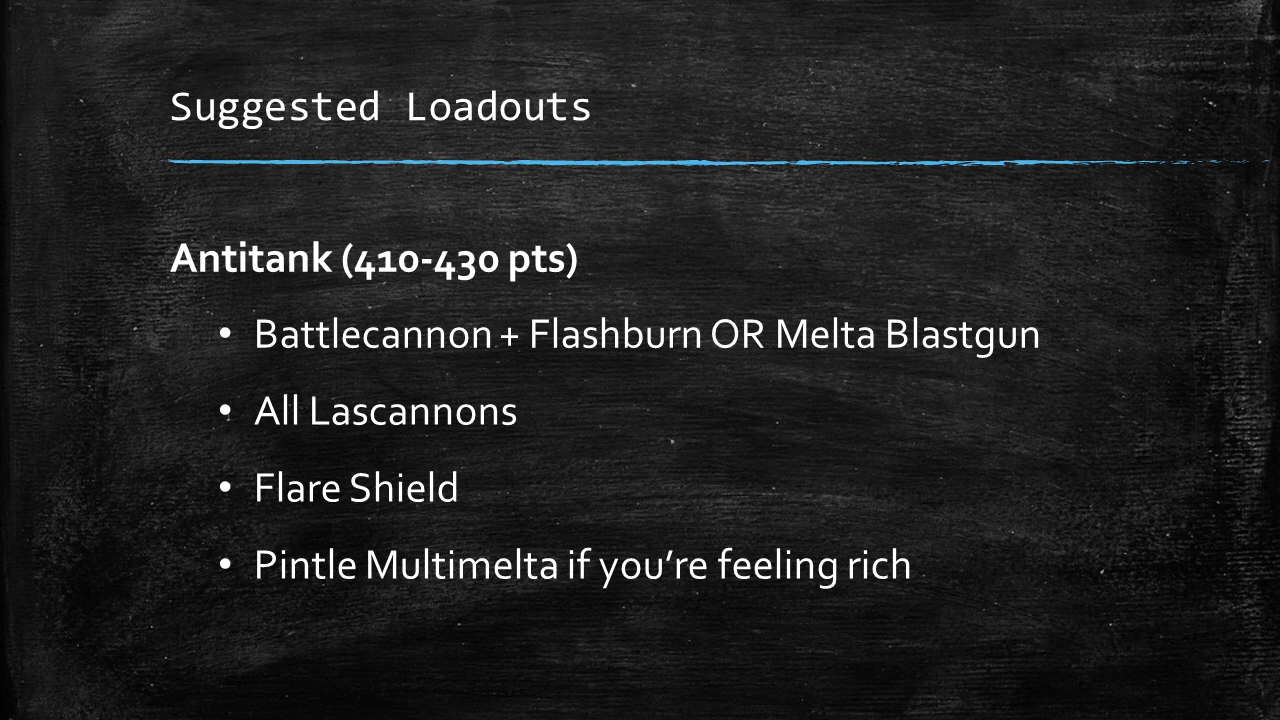 Suggested Loadouts
Antitank (410-430 pts)
• Battlecannon + Flashburn OR Melta Blastgun
• All Lascannons
• Flare Shield
• Pintle Multimelta if you’re feeling rich